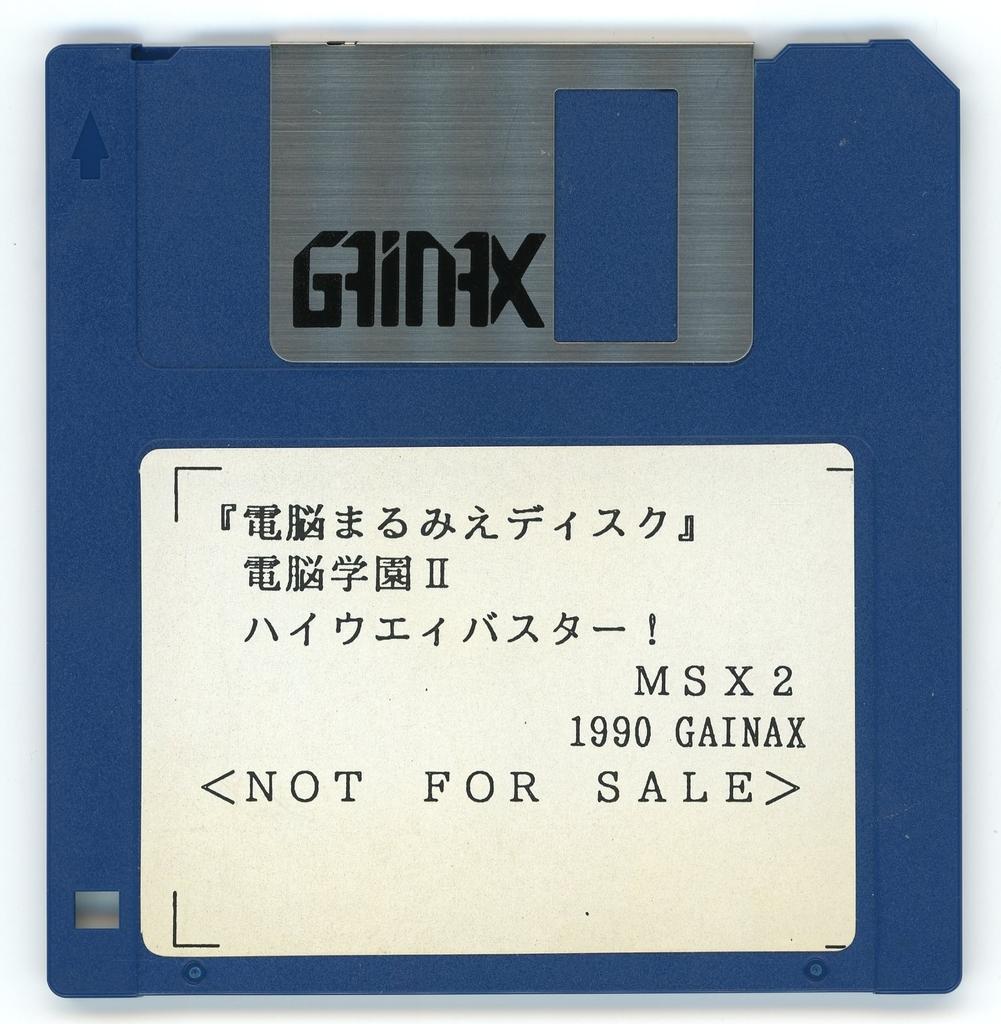 GAINAX
『電脳まるみえディスク』
電脳学園Ⅱ
ハイウエィバスター！
ＭＳＸ２
1990 GAINAX
＜ＮＯＴ　ＦＯＲ　ＳＡＬＥ＞